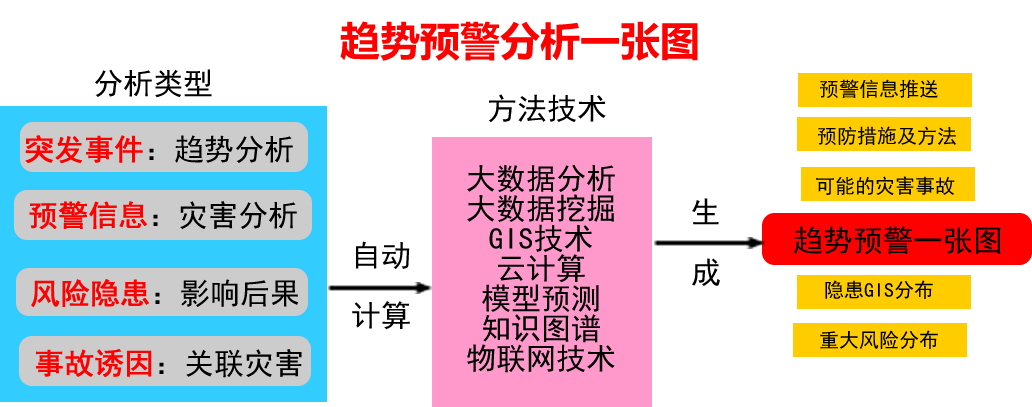 趋势预警分析一张图
分析类型
突发事件：趋势分析
预警信息：灾害分析
风险隐患：影响后果
事故诱因：关联灾害
自动
计算
方法技术
大数据分析
大数据挖掘
GIS技术
云计算
模型预测
知识图谱
物联网技术
生
成
预警信息推送
预防措施及方法
可能的灾害事故
趋势预警一张图
隐患GIS分布
重大风险分布